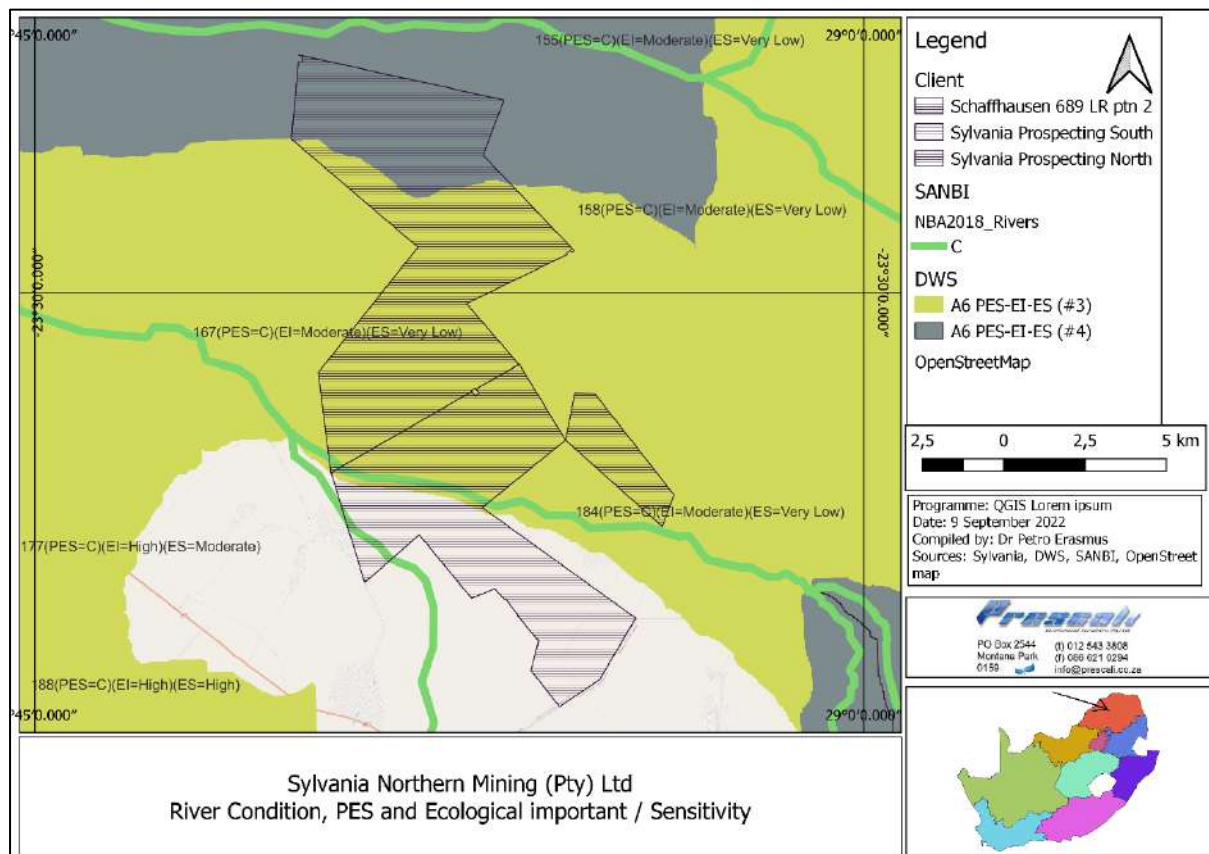 °45'0.000"
155(PES=C)(EI=Moderate)(ES=Very Low)
29°0'0.000"
158(PES=C)(EI=Moderate)(ES=Very Low)
-23°30'0.000"
-23°30'0.000"
167(PES=C)(EI=Moderate)(ES=Very Low)
184(PES=C)(EI=Moderate)(ES=Very Low)
177(PES=C)(EI=High)(ES=Moderate)
188(PES=C)(EI=High)(ES=High)
°45'0.000"
29°0'0.000"
Sylvania Northern Mining (Pty) Ltd
River Condition, PES and Ecological important / Sensitivity
Legend
Client
Schaffhausen 689 LR ptn 2
Sylvania Prospecting South
Sylvania Prospecting North
SANBI
NBA2018_Rivers
C
DWS
A6 PES-EI-ES (#3)
A6 PES-EI-ES (#4)
OpenStreetMap
2,5 0 2,5 5 km
Programme: QGIS Lorem ipsum
Date: 9 September 2022
Compiled by: Dr Petro Erasmus
Sources: Sylvania, DWS, SANBI, OpenStreet
map
Prescali
PO Box 2544
Montana Park
0159
(t) 012 543 3808
(f) 086 621 0294
info@prescali.co.za